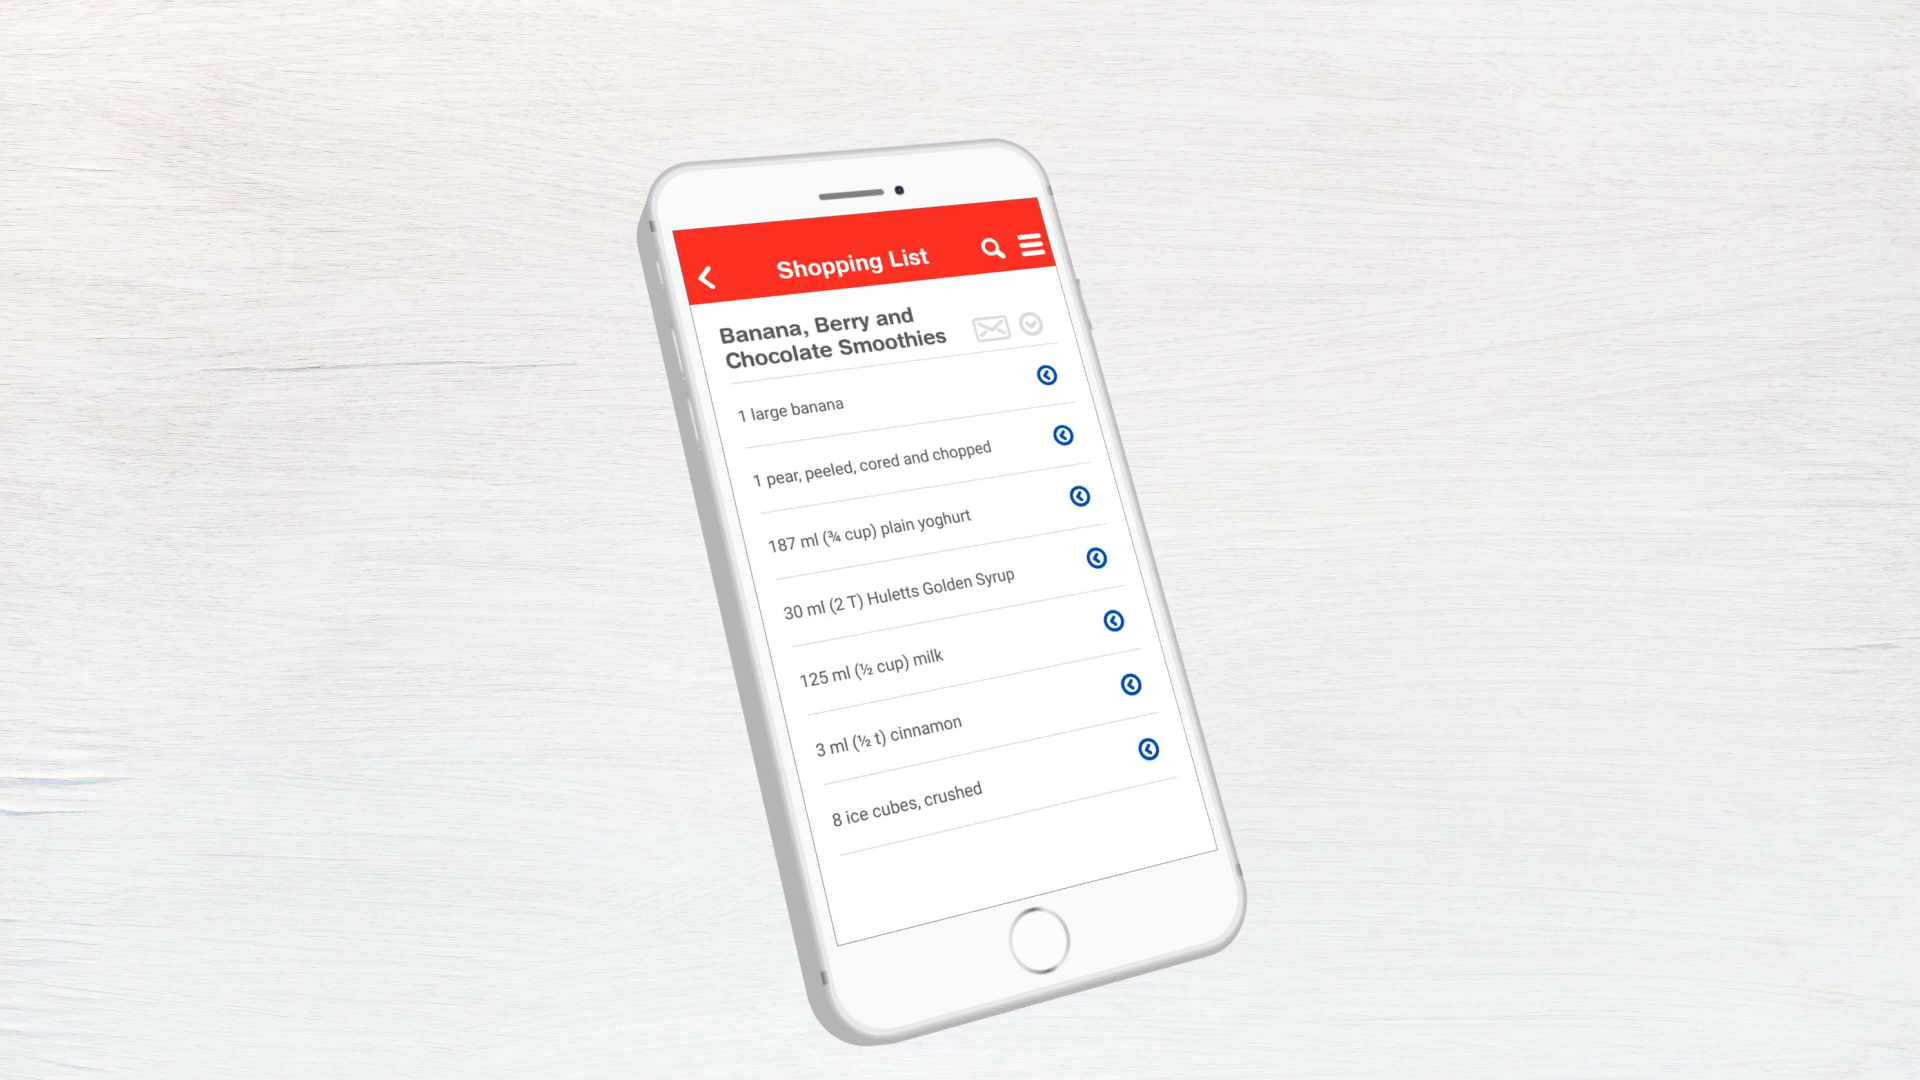 Shopping List
Banana, Berry and
Chocolate Smoothies
1 large banana
1 pear, peeled, cored and chopped
187 ml (¾ cup) plain yoghurt
30 ml (2 T) Huletts Golden Syrup
125 ml (½ cup) milk
3 ml (½ t) cinnamon
8 ice cubes, crushed